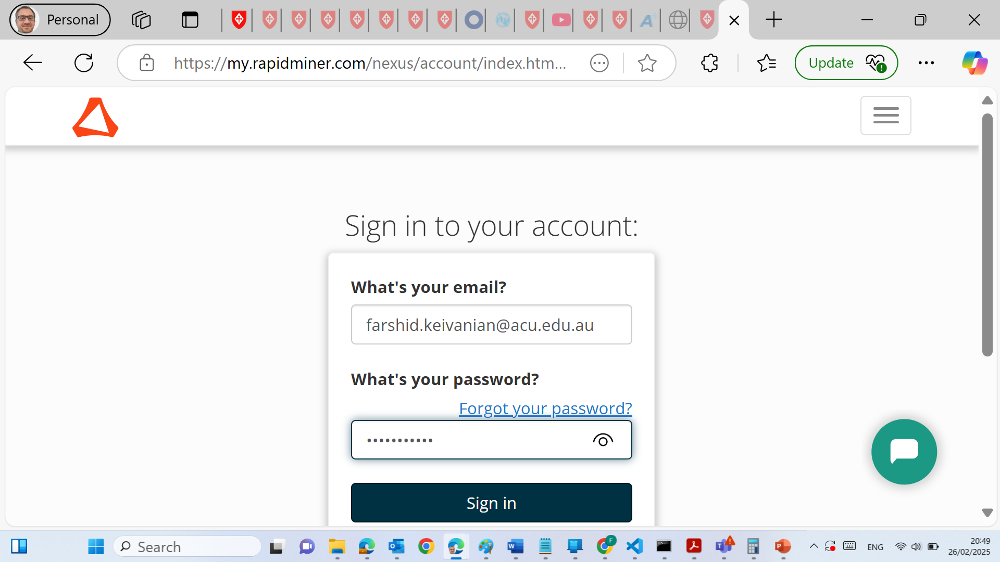 Personal
https://my.rapidminer.com/nexus/account/index.htm...
Update
Sign in to your account:
What's your email?
farshid.keivanian@acu.edu.au
What's your password?
Forgot your password?
•••••••••••
Sign in
Search
ENG
20:49
26/02/2025